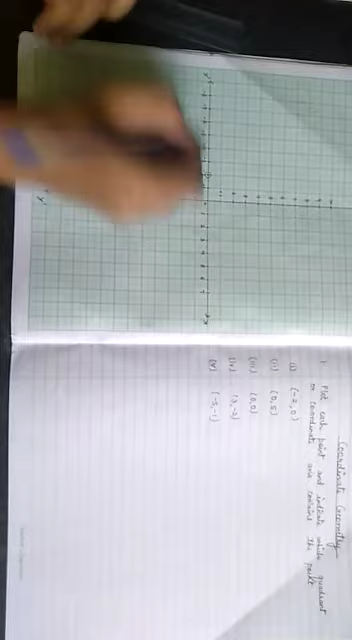 Coordinate Geometry
1. Plot each point and indicate which quadrant
or coordinate axis contains the point
(i) (-2, 0)
(ii) (0, 5)
(iii) (0,0)
(iv) (3, -2)
(v) (-3, -1)